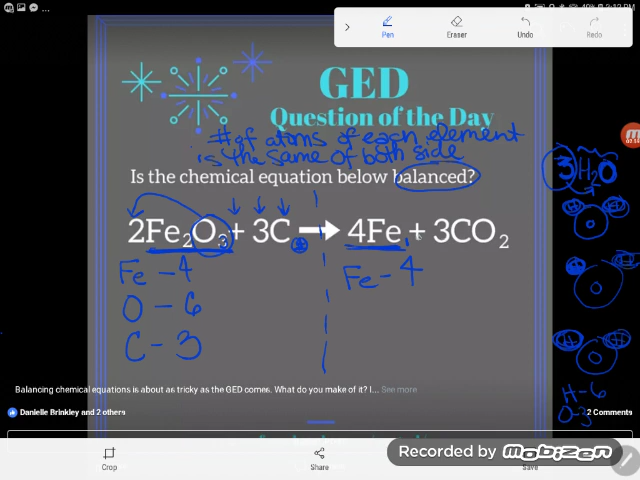 3:12 PM
Pen
Eraser
Undo
Redo
GED
Question of the Day
# of atoms of each element
is the same of both side
Is the chemical equation below balanced?
2Fe2O3 + 3C → 4Fe + 3CO2
Fe - 4
O - 6
C - 3
Fe - 4
3H2O
H - 6
O - 3
Balancing chemical equations is about as tricky as the GED comes. What do you make of it? I... See more
Danielle Brinkley and 2 others
2 Comments
Crop
Share
Save
Recorded by Mobizen